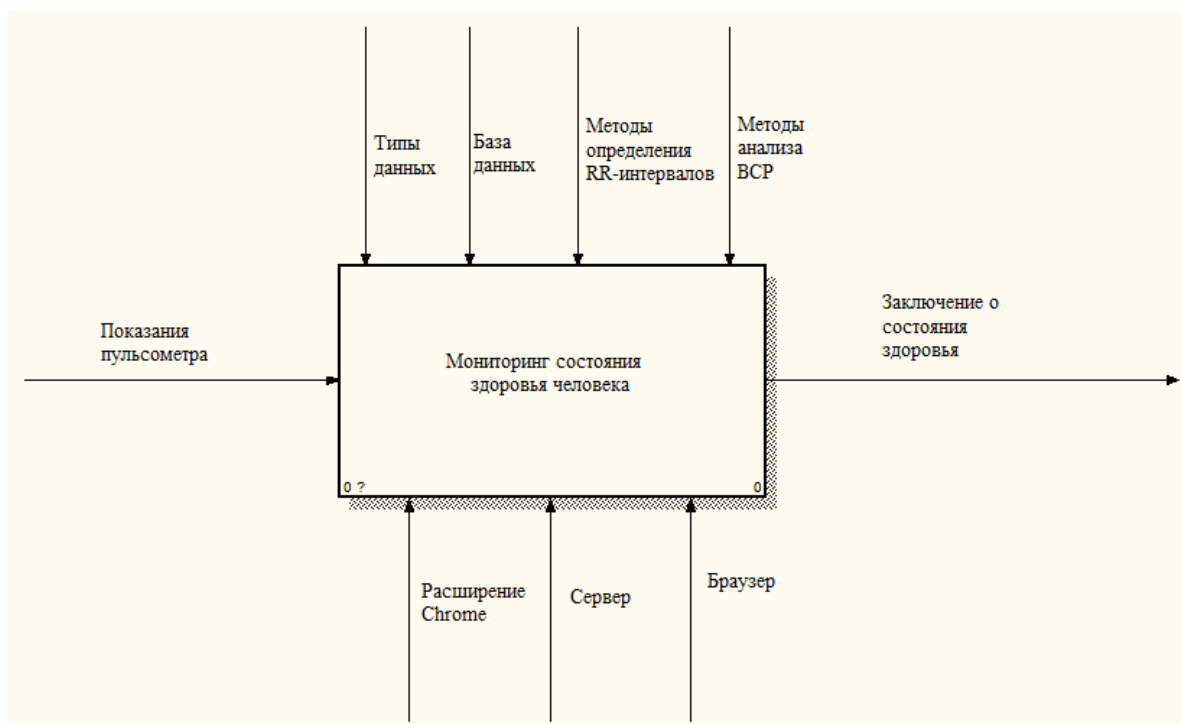 Типы
данных
База
данных
Методы
определения
RR-интервалов
Методы
анализа
ВСР
Показания
пульсометра
Мониторинг состояния
здоровья человека
Заключение о
состояния
здоровья
0 ?
0
Расширение
Chrome
Сервер
Браузер